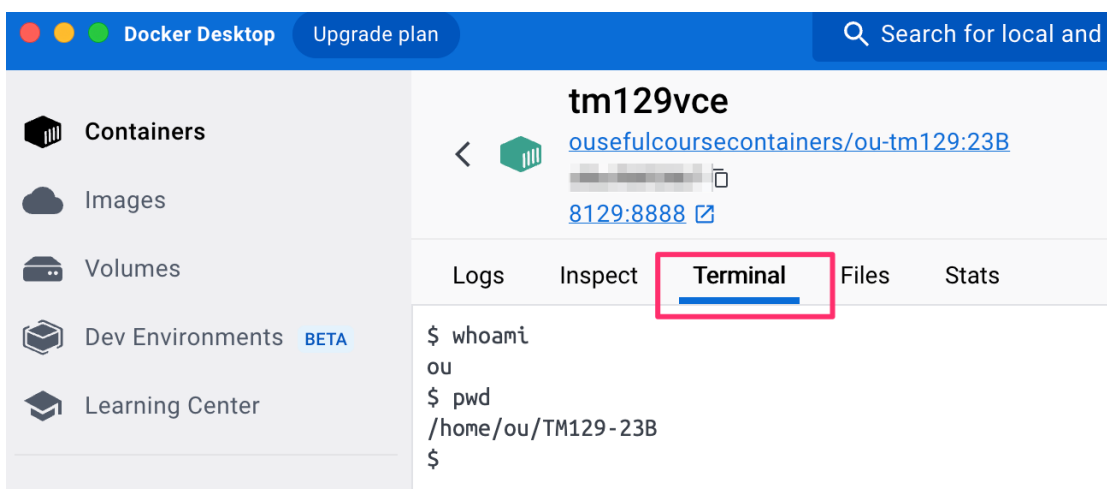 Docker Desktop Upgrade plan Search for local and
Containers
Images
Volumes
Dev Environments BETA
Learning Center
tm129vce
ousefulcoursecontainers/ou-tm129:23B
8129:8888
Logs Inspect Terminal Files Stats
$ whoami
ou
$ pwd
/home/ou/TM129-23B
$